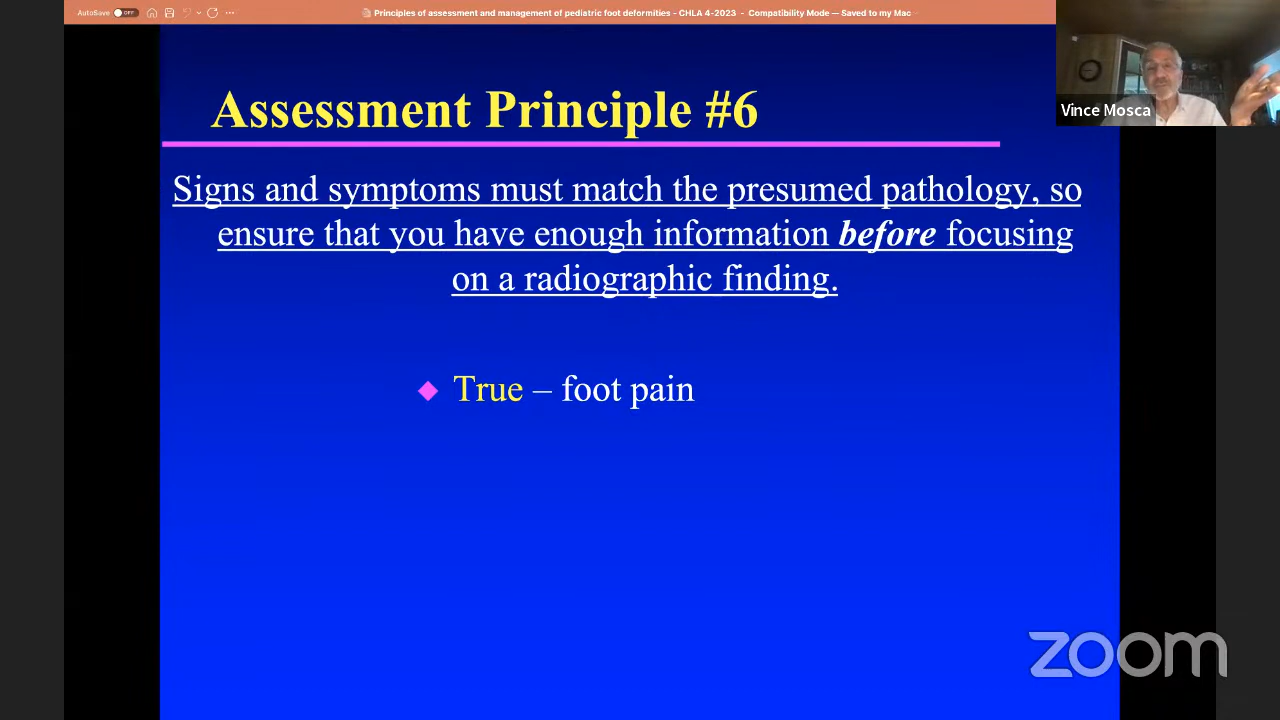 AutoSave OFF
Principles of assessment and management of pediatric foot deformities - CHLA 4-2023 - Compatibility Mode — Saved to my Mac
Vince Mosca
Assessment Principle #6
Signs and symptoms must match the presumed pathology, so
ensure that you have enough information before focusing
on a radiographic finding.
True – foot pain
zoom